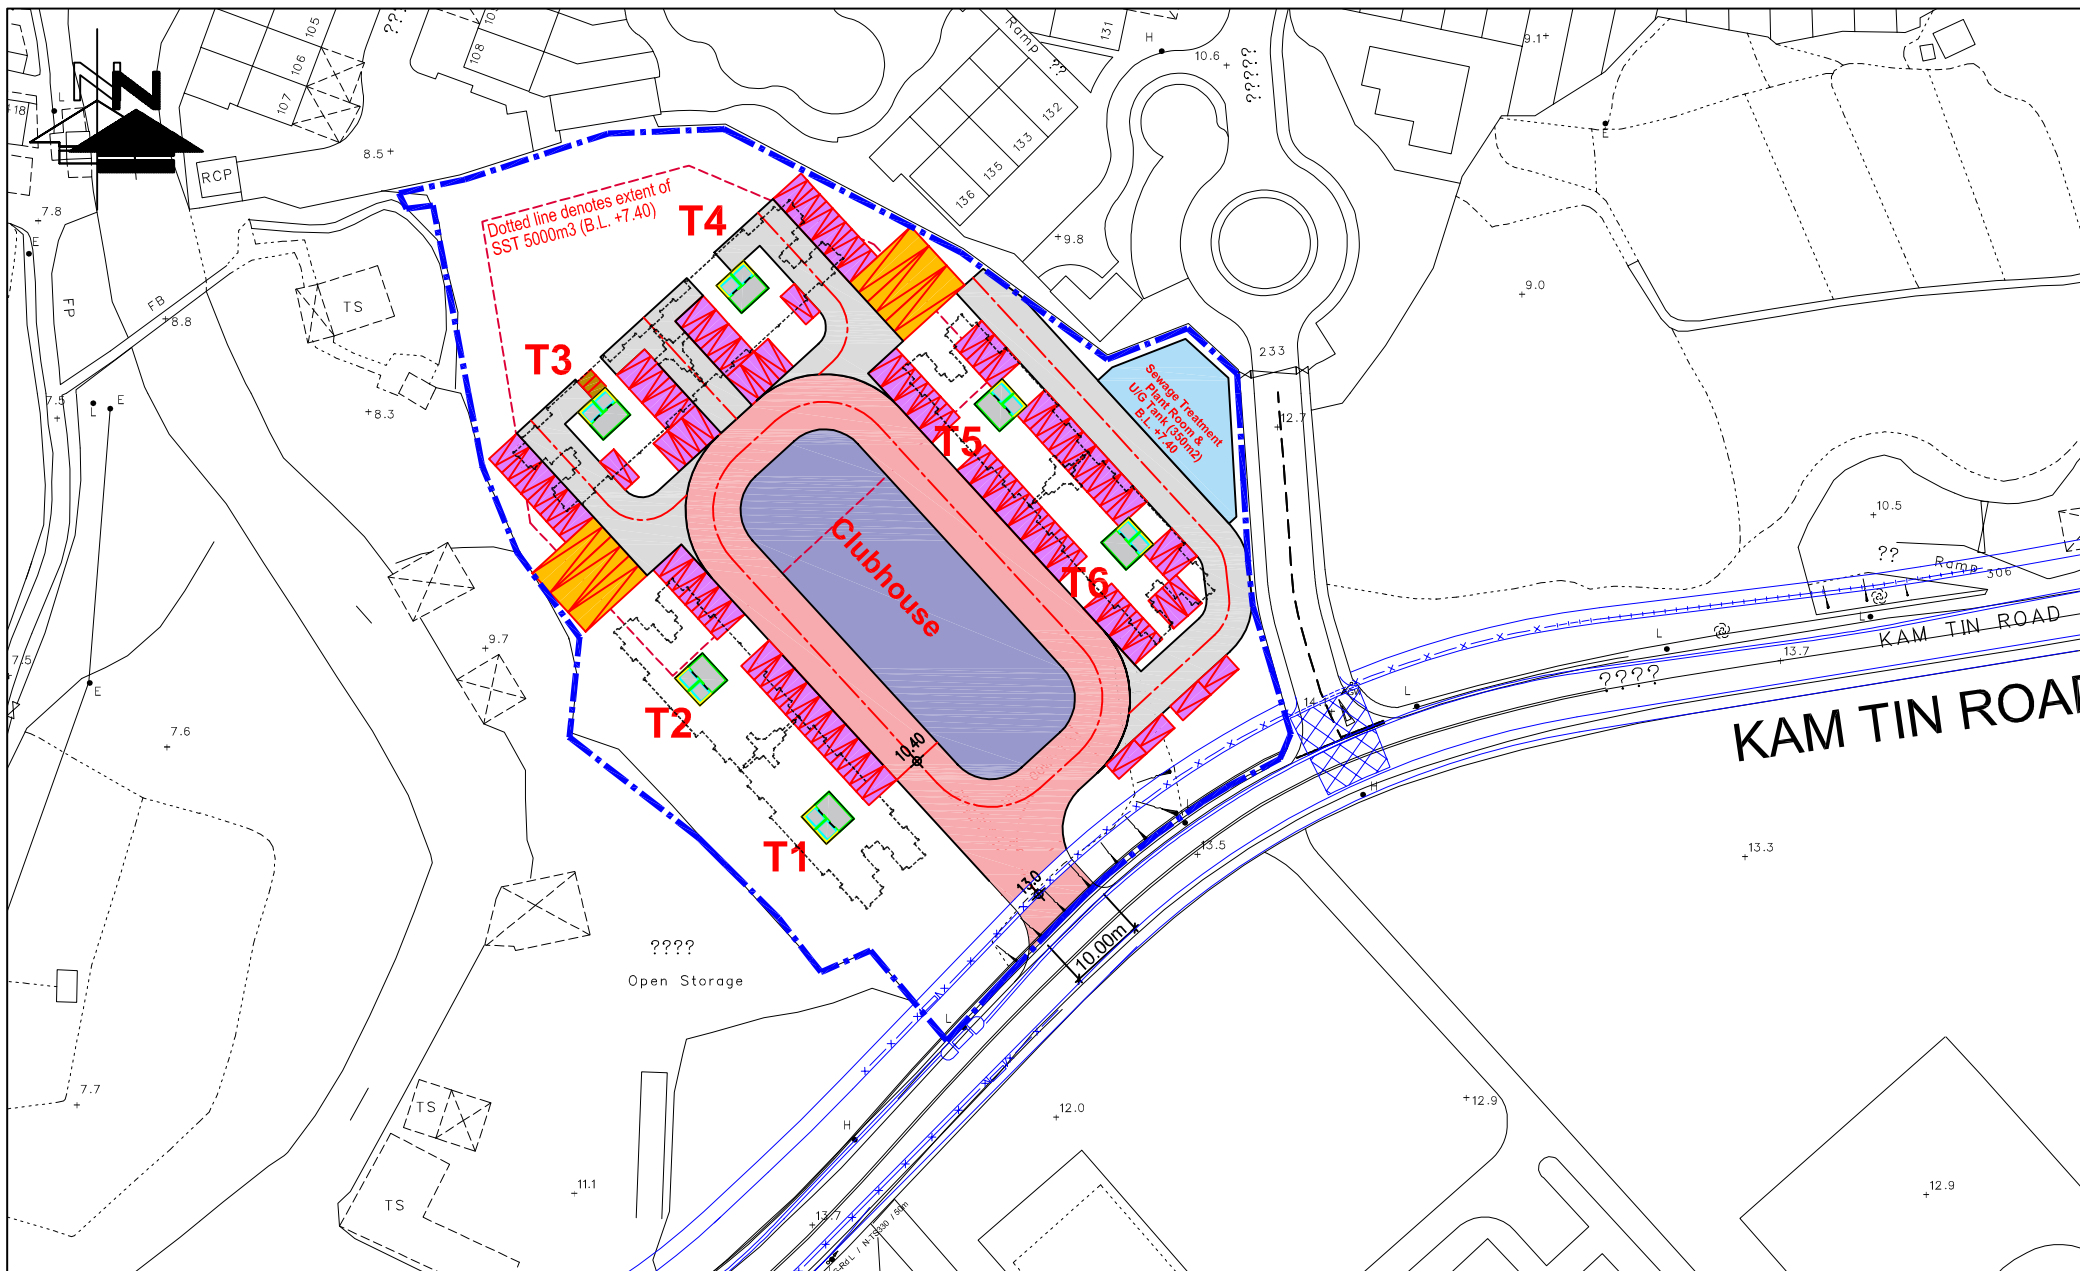 105
106
107
108
131
132
133
135
136
Ramp
??
???
H
10.6
¿¿¿¿¿
9.1
L
18
N
8.5
RCP
7.8
E
FP
FB
8.8
TS
8.3
7.5
L
E
9.8
9.0
E
233
12.7
Dotted line denotes extent of
SST 5000m3 (B.L. +7.40)
T4
T3
T5
T6
T2
T1
Clubhouse
Sewage Treatment
Plant Room &
U/G Tank (350m2)
B.L. +7.40
10.40
13.0
10.00m
10.5
??
Ramp
306
KAM TIN ROAD
13.7
L
L
L
????
KAM TIN ROAD
H
13.5
13.3
9.7
7.5
E
7.6
????
Open Storage
L
7.7
TS
TS
11.1
H
13.7
12.0
12.9
12.9